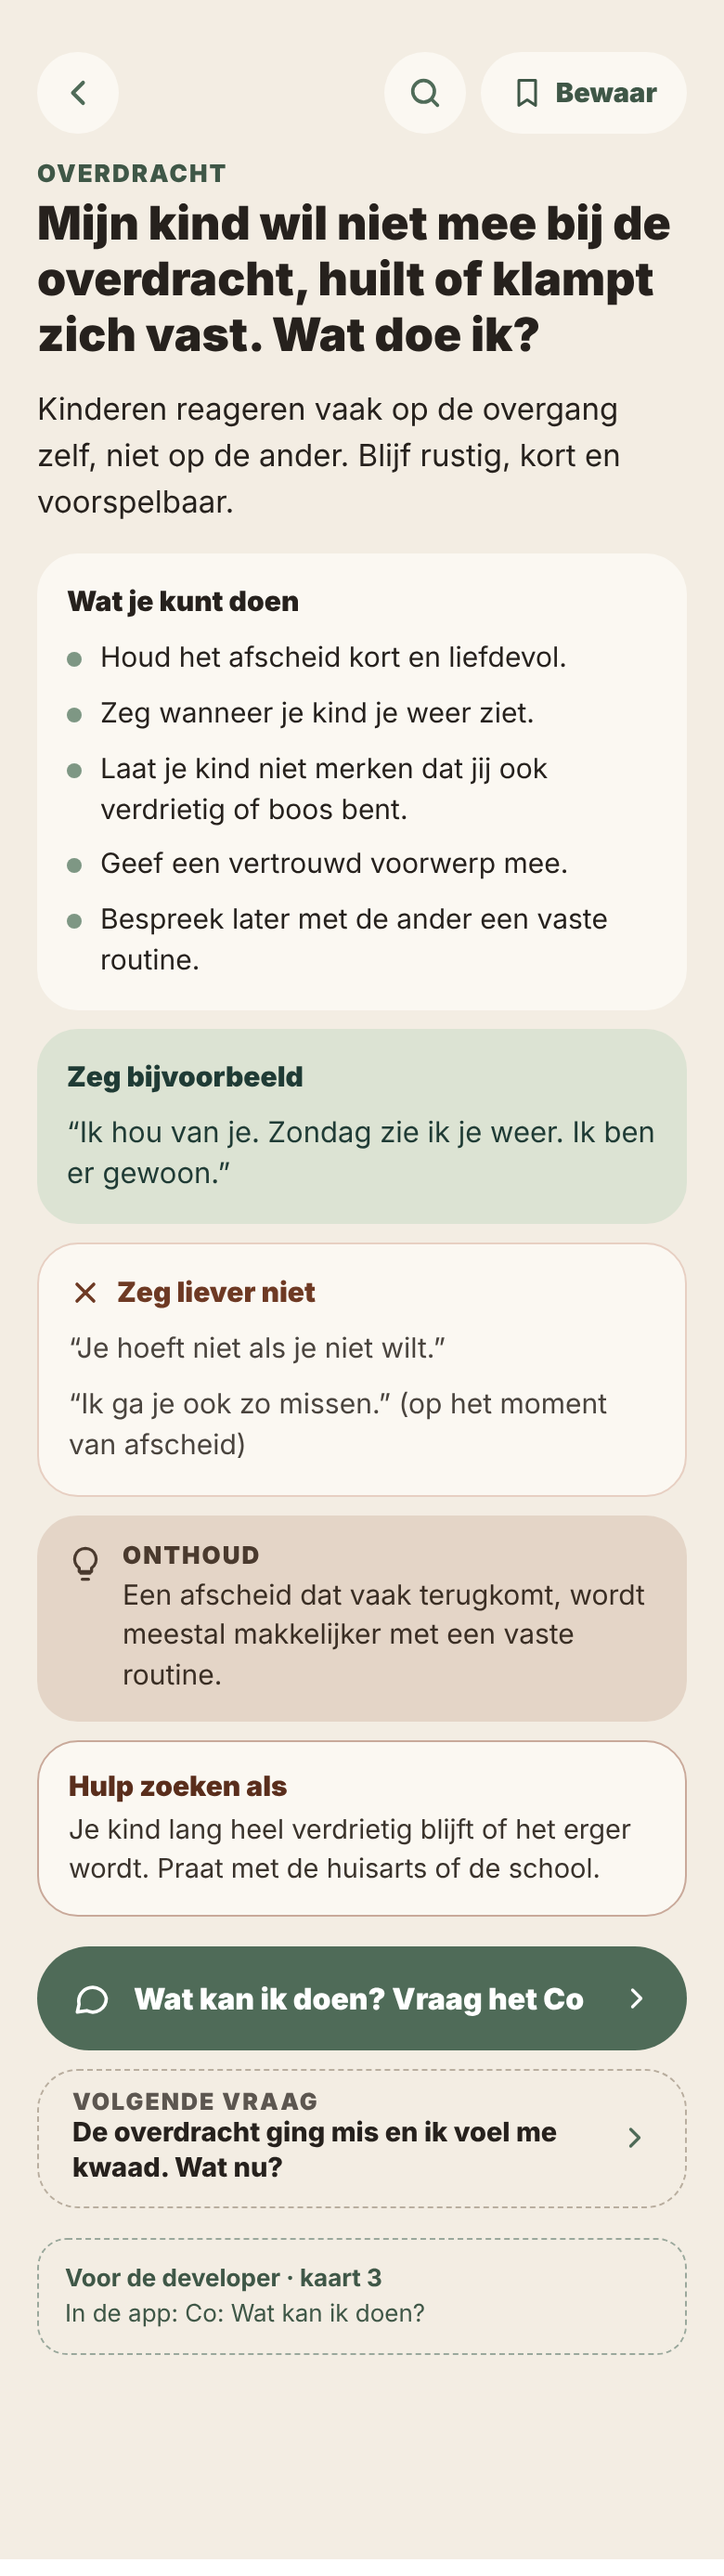 Bewaar
OVERDRACHT
Mijn kind wil niet mee bij de
overdracht, huilt of klampt
zich vast. Wat doe ik?
Kinderen reageren vaak op de overgang
zelf, niet op de ander. Blijf rustig, kort en
voorspelbaar.
Wat je kunt doen
Houd het afscheid kort en liefdevol.
Zeg wanneer je kind je weer ziet.
Laat je kind niet merken dat jij ook
verdrietig of boos bent.
Geef een vertrouwd voorwerp mee.
Bespreek later met de ander een vaste
routine.
Zeg bijvoorbeeld
“Ik hou van je. Zondag zie ik je weer. Ik ben
er gewoon.”
Zeg liever niet
“Je hoeft niet als je niet wilt.”
“Ik ga je ook zo missen.” (op het moment
van afscheid)
ONTHOUD
Een afscheid dat vaak terugkomt, wordt
meestal makkelijker met een vaste
routine.
Hulp zoeken als
Je kind lang heel verdrietig blijft of het erger
wordt. Praat met de huisarts of de school.
Wat kan ik doen? Vraag het Co
VOLGENDE VRAAG
De overdracht ging mis en ik voel me
kwaad. Wat nu?
Voor de developer · kaart 3
In de app: Co: Wat kan ik doen?